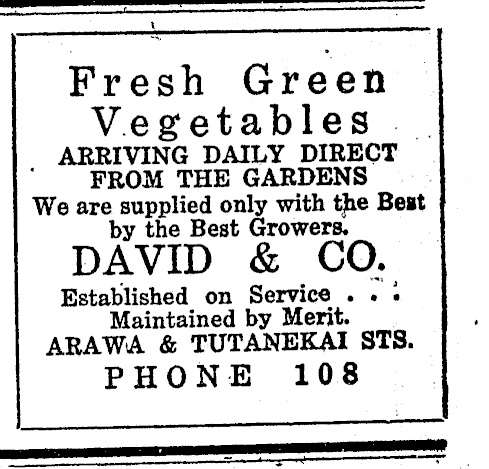 Fresh Green
Vegetables
ARRIVING DAILY DIRECT
FROM THE GARDENS
We are supplied only with the Best
by the Best Growers.
DAVID & CO.
Established on Service . . .
Maintained by Merit.
ARAWA & TUTANEKAI STS.
PHONE 108